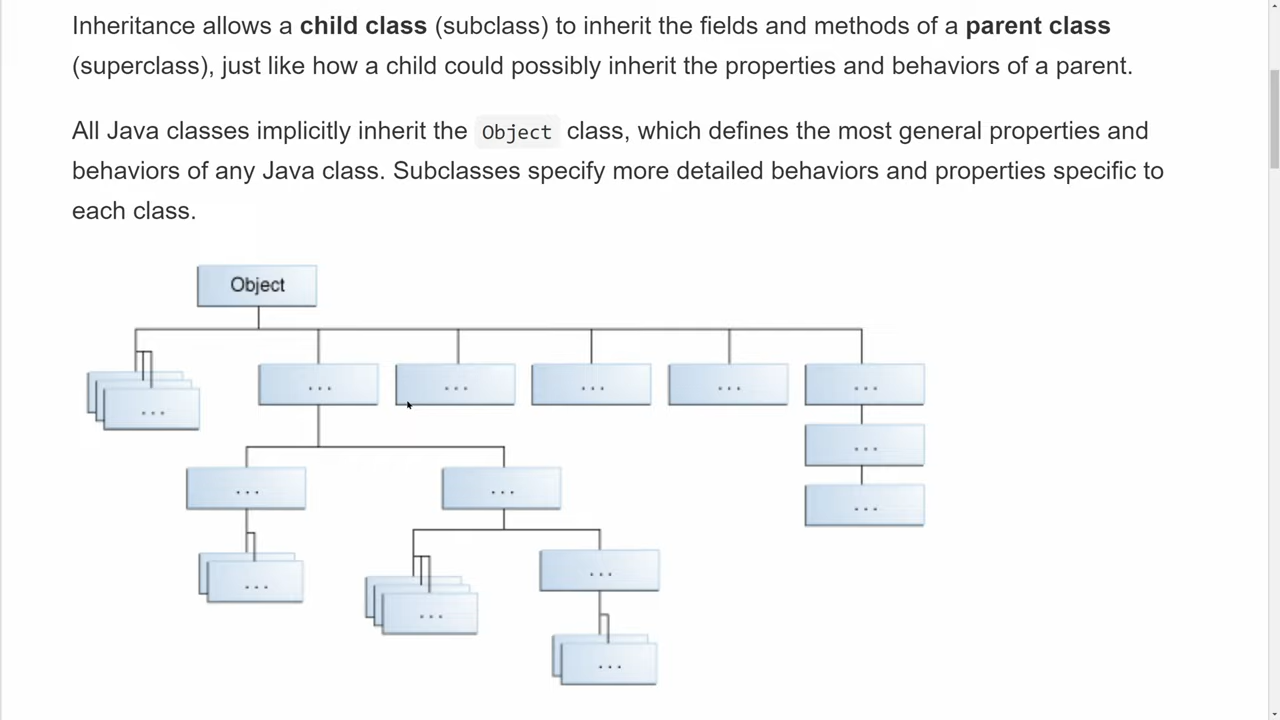 Inheritance allows a child class (subclass) to inherit the fields and methods of a parent class
(superclass), just like how a child could possibly inherit the properties and behaviors of a parent.
All Java classes implicitly inherit the Object class, which defines the most general properties and
behaviors of any Java class. Subclasses specify more detailed behaviors and properties specific to
each class.
Object
...
... ... ... ... ...
...
... ... ...
...
... ...
...